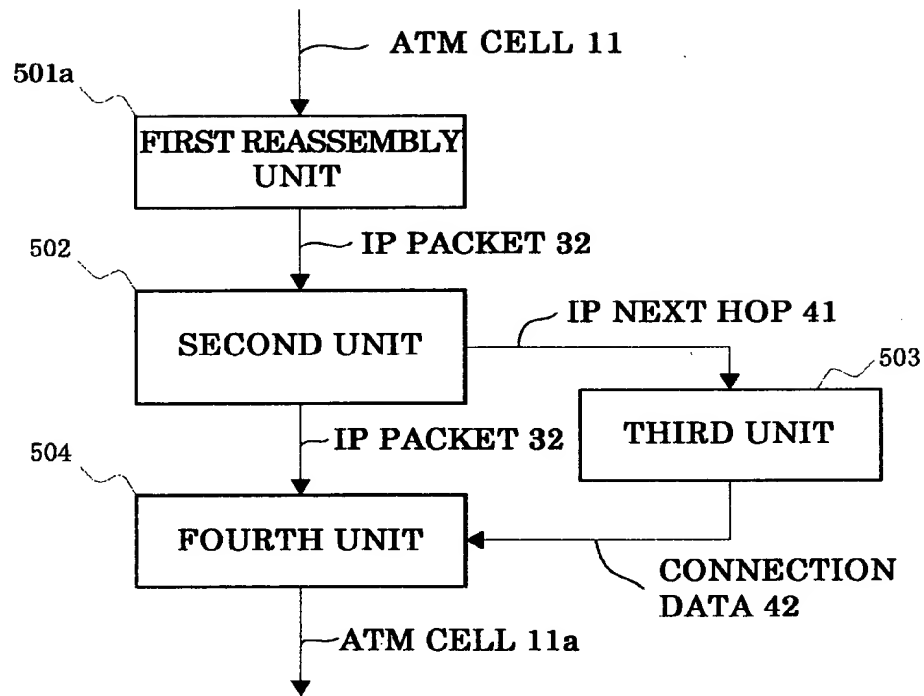 ATM CELL 11
501a
FIRST REASSEMBLY
UNIT
IP PACKET 32
502
SECOND UNIT
IP NEXT HOP 41
503
THIRD UNIT
IP PACKET 32
504
FOURTH UNIT
CONNECTION
DATA 42
ATM CELL 11a